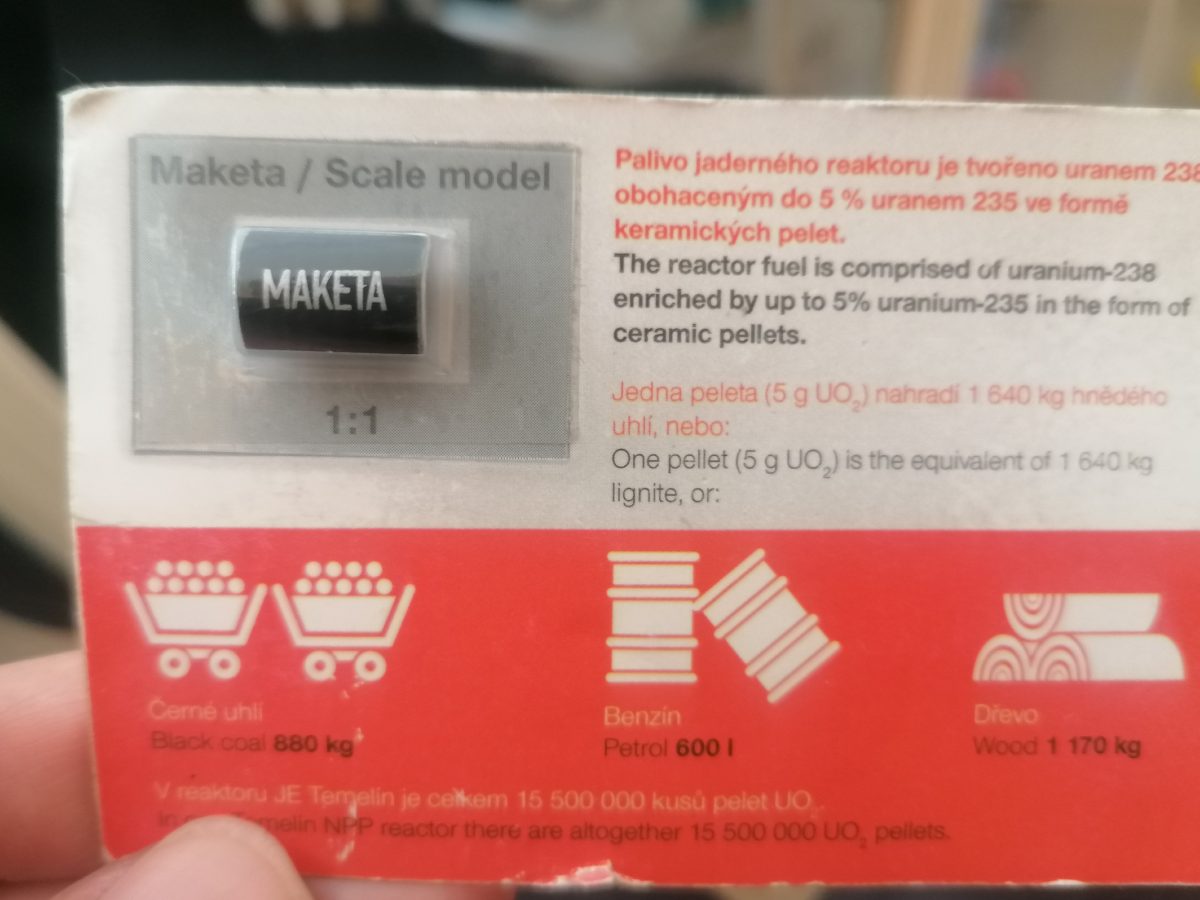 Maketa / Scale model
MAKETA
1:1
Palivo jaderného reaktoru je tvořeno uranem 238
obohaceným do 5 % uranem 235 ve formě
keramických pelet.
The reactor fuel is comprised of uranium-238
enriched by up to 5% uranium-235 in the form of
ceramic pellets.
Jedna peleta (5 g UO₂) nahradí 1 640 kg hnědého
uhlí, nebo:
One pellet (5 g UO₂) is the equivalent of 1 640 kg
lignite, or:
Černé uhlí
Black coal 880 kg
Benzín
Petrol 600 l
Dřevo
Wood 1 170 kg
V reaktoru JE Temelín je celkem 15 500 000 kusů pelet UO
In Temelín NPP reactor there are altogether 15 500 000 UO₂ pellets.